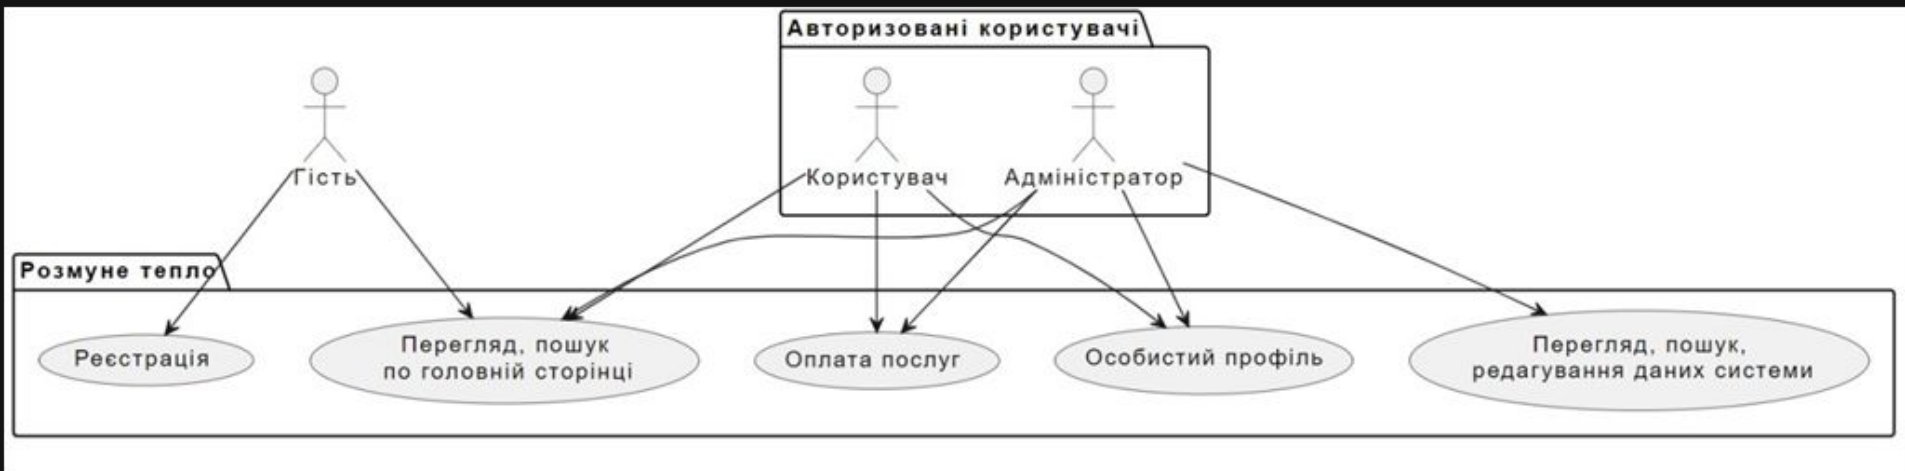 Авторизовані користувачі
Гість
Користувач
Адміністратор
Розмуне тепло
Реєстрація
Перегляд, пошук
по головній сторінці
Оплата послуг
Особистий профіль
Перегляд, пошук,
редагування даних системи